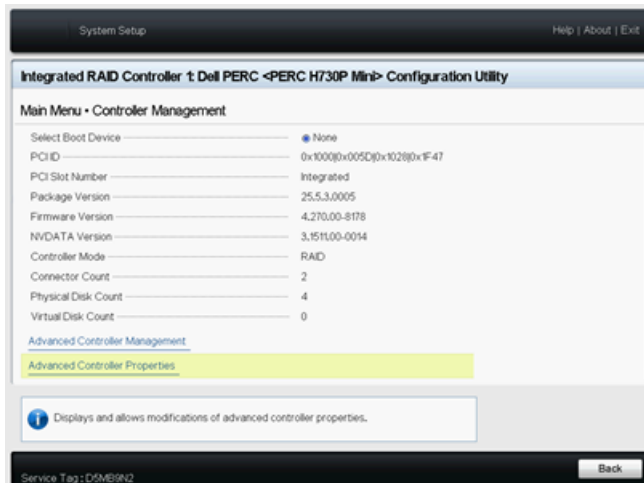 System Setup
Help | About | Exit
Integrated RAID Controller 1: Dell PERC <PERC H730P Mini> Configuration Utility
Main Menu • Controller Management
Select Boot Device None
PCI ID 0x1000|0x005D|0x1028|0x1F47
PCI Slot Number Integrated
Package Version 25.5.3.0005
Firmware Version 4.270.00-8178
NVDATA Version 3.1511.00-0014
Controller Mode RAID
Connector Count 2
Physical Disk Count 4
Virtual Disk Count 0
Advanced Controller Management
Advanced Controller Properties
Displays and allows modifications of advanced controller properties.
Service Tag : D5MB9N2
Back